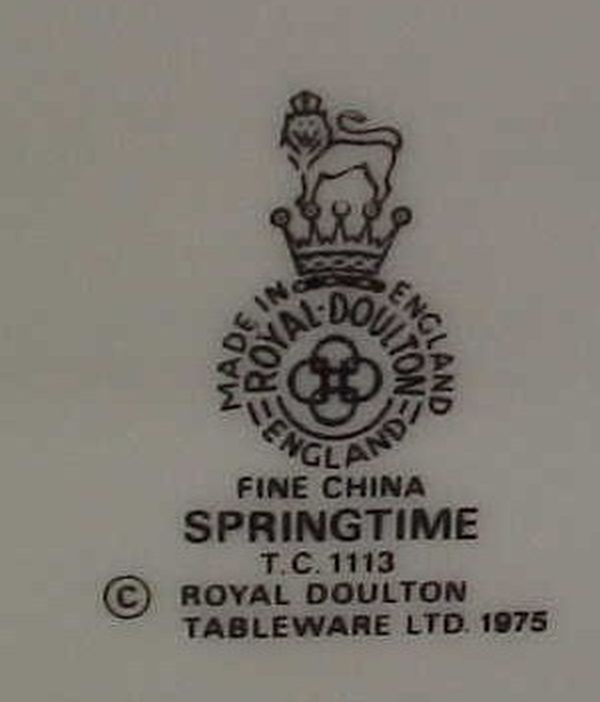 MADE IN ENGLAND
ROYAL·DOULTON
ENGLAND
FINE CHINA
SPRINGTIME
T.C.1113
© ROYAL DOULTON
TABLEWARE LTD. 1975